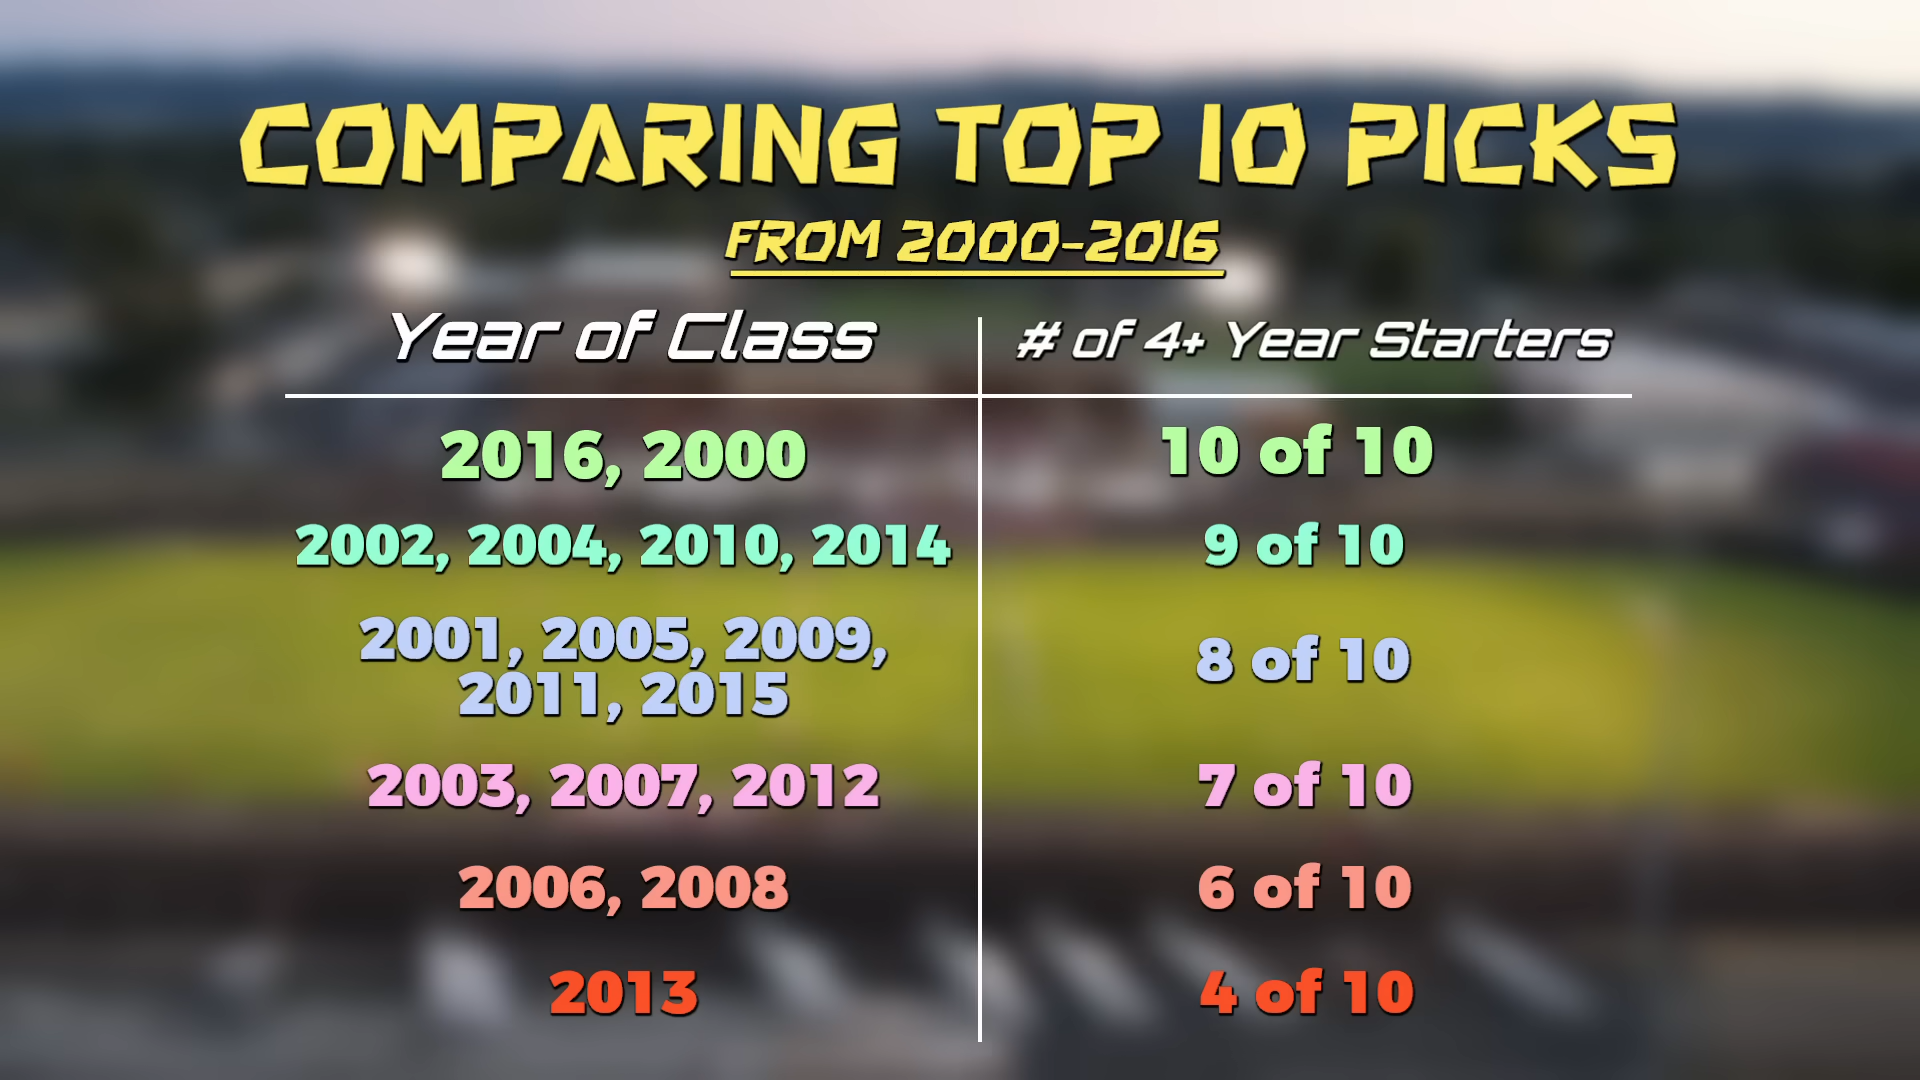 COMPARING TOP 10 PICKS
FROM 2000-2016
Year of Class # of 4+ Year Starters
2016, 2000 10 of 10
2002, 2004, 2010, 2014 9 of 10
2001, 2005, 2009,
2011, 2015 8 of 10
2003, 2007, 2012 7 of 10
2006, 2008 6 of 10
2013 4 of 10